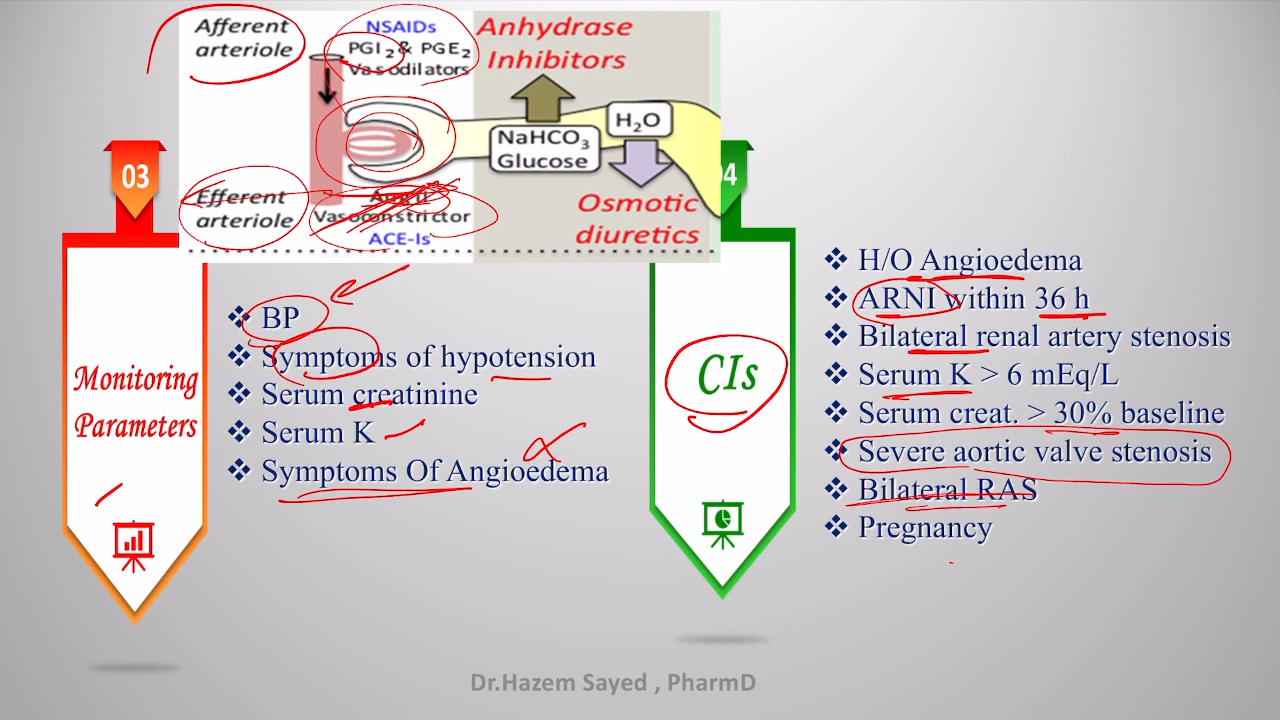 Afferent
arteriole
NSAIDs
PGI2 & PGE2
Vasodilators
Anhydrase
Inhibitors
NaHCO3
Glucose
H2O
Efferent
arteriole
Vasoconstrictor
ACE-Is
Osmotic
diuretics
03
Monitoring
Parameters
❖ BP
❖ Symptoms of hypotension
❖ Serum creatinine
❖ Serum K
❖ Symptoms Of Angioedema
04
CIs
❖ H/O Angioedema
❖ ARNI within 36 h
❖ Bilateral renal artery stenosis
❖ Serum K > 6 mEq/L
❖ Serum creat. > 30% baseline
❖ Severe aortic valve stenosis
❖ Bilateral RAS
❖ Pregnancy
Dr.Hazem Sayed , PharmD